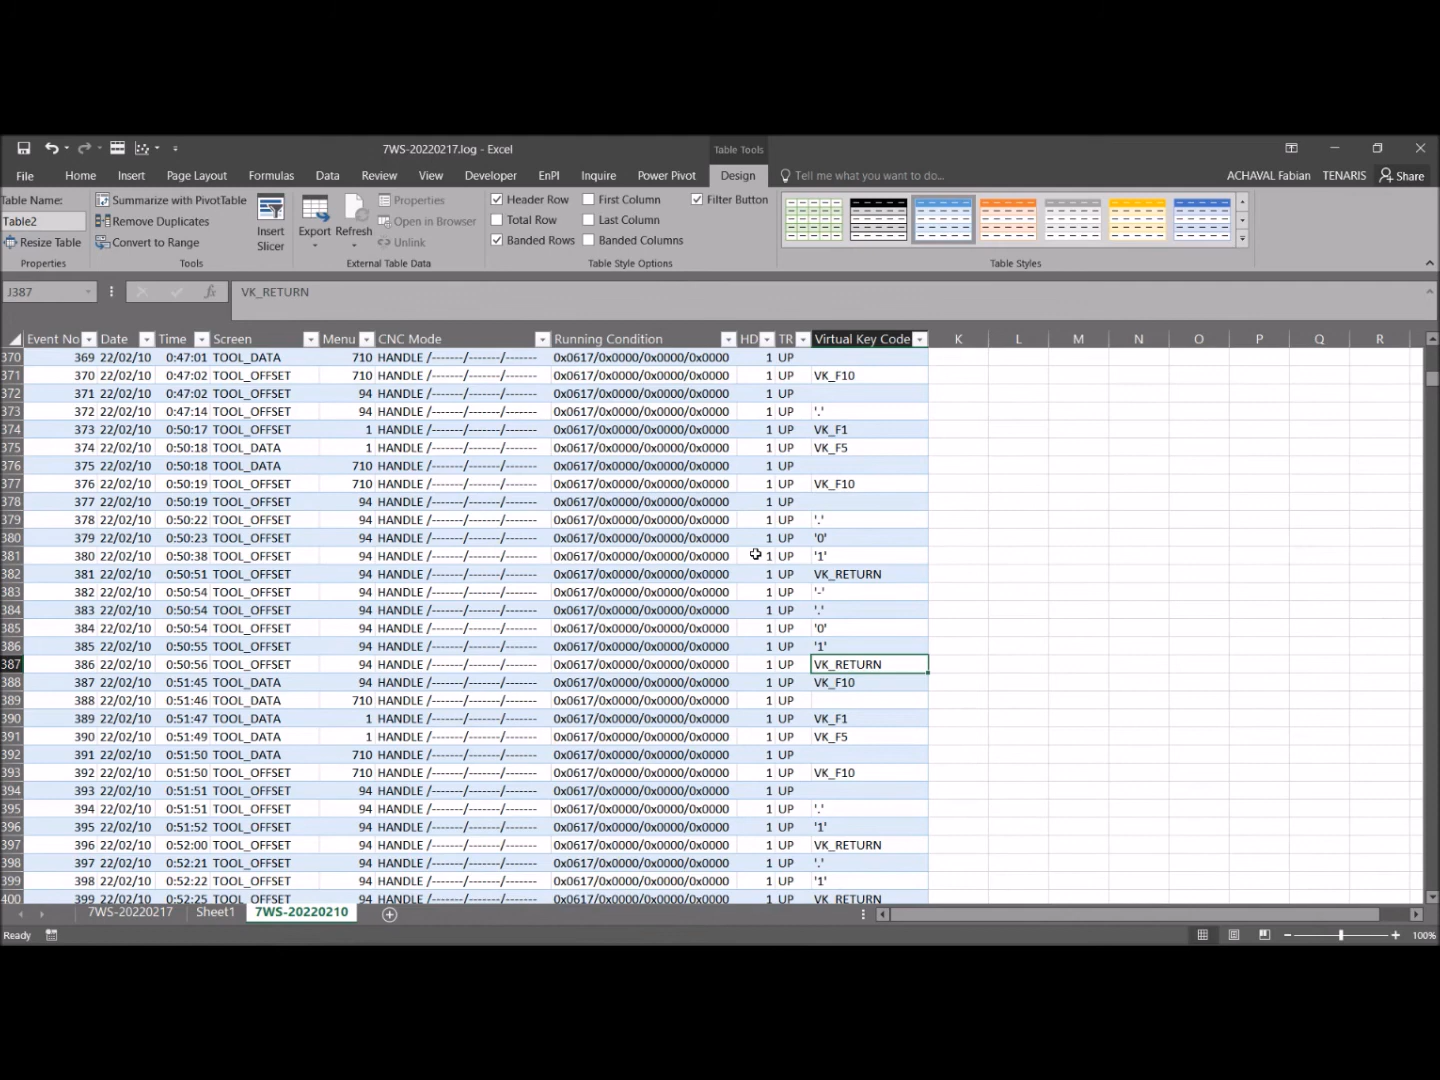 7WS-20220217.log - Excel
Table Tools
File Home Insert Page Layout Formulas Data Review View Developer EnPI Inquire Power Pivot Design Tell me what you want to do... ACHAVAL Fabian TENARIS Share
Table Name: Summarize with PivotTable Properties Header Row First Column Filter Button
Table2 Remove Duplicates Insert Slicer Export Refresh Open in Browser Total Row Last Column
Resize Table Convert to Range Unlink Banded Rows Banded Columns
Properties Tools External Table Data Table Style Options Table Styles
J387 fx VK_RETURN
Event No Date Time Screen Menu CNC Mode Running Condition HD TR Virtual Key Code K L M N O P Q R
370 369 22/02/10 0:47:01 TOOL_DATA 710 HANDLE /-------/-------/------- 0x0617/0x0000/0x0000/0x0000 1 UP
371 370 22/02/10 0:47:02 TOOL_OFFSET 710 HANDLE /-------/-------/------- 0x0617/0x0000/0x0000/0x0000 1 UP VK_F10
372 371 22/02/10 0:47:02 TOOL_OFFSET 94 HANDLE /-------/-------/------- 0x0617/0x0000/0x0000/0x0000 1 UP
373 372 22/02/10 0:47:14 TOOL_OFFSET 94 HANDLE /-------/-------/------- 0x0617/0x0000/0x0000/0x0000 1 UP '.'
374 373 22/02/10 0:50:17 TOOL_OFFSET 1 HANDLE /-------/-------/------- 0x0617/0x0000/0x0000/0x0000 1 UP VK_F1
375 374 22/02/10 0:50:18 TOOL_DATA 1 HANDLE /-------/-------/------- 0x0617/0x0000/0x0000/0x0000 1 UP VK_F5
376 375 22/02/10 0:50:18 TOOL_DATA 710 HANDLE /-------/-------/------- 0x0617/0x0000/0x0000/0x0000 1 UP
377 376 22/02/10 0:50:19 TOOL_OFFSET 710 HANDLE /-------/-------/------- 0x0617/0x0000/0x0000/0x0000 1 UP VK_F10
378 377 22/02/10 0:50:19 TOOL_OFFSET 94 HANDLE /-------/-------/------- 0x0617/0x0000/0x0000/0x0000 1 UP
379 378 22/02/10 0:50:22 TOOL_OFFSET 94 HANDLE /-------/-------/------- 0x0617/0x0000/0x0000/0x0000 1 UP '.'
380 379 22/02/10 0:50:23 TOOL_OFFSET 94 HANDLE /-------/-------/------- 0x0617/0x0000/0x0000/0x0000 1 UP '0'
381 380 22/02/10 0:50:38 TOOL_OFFSET 94 HANDLE /-------/-------/------- 0x0617/0x0000/0x0000/0x0000 1 UP '1'
382 381 22/02/10 0:50:51 TOOL_OFFSET 94 HANDLE /-------/-------/------- 0x0617/0x0000/0x0000/0x0000 1 UP VK_RETURN
383 382 22/02/10 0:50:54 TOOL_OFFSET 94 HANDLE /-------/-------/------- 0x0617/0x0000/0x0000/0x0000 1 UP '-'
384 383 22/02/10 0:50:54 TOOL_OFFSET 94 HANDLE /-------/-------/------- 0x0617/0x0000/0x0000/0x0000 1 UP '.'
385 384 22/02/10 0:50:54 TOOL_OFFSET 94 HANDLE /-------/-------/------- 0x0617/0x0000/0x0000/0x0000 1 UP '0'
386 385 22/02/10 0:50:55 TOOL_OFFSET 94 HANDLE /-------/-------/------- 0x0617/0x0000/0x0000/0x0000 1 UP '1'
387 386 22/02/10 0:50:56 TOOL_OFFSET 94 HANDLE /-------/-------/------- 0x0617/0x0000/0x0000/0x0000 1 UP VK_RETURN
388 387 22/02/10 0:51:45 TOOL_DATA 94 HANDLE /-------/-------/------- 0x0617/0x0000/0x0000/0x0000 1 UP VK_F10
389 388 22/02/10 0:51:46 TOOL_DATA 710 HANDLE /-------/-------/------- 0x0617/0x0000/0x0000/0x0000 1 UP
390 389 22/02/10 0:51:47 TOOL_DATA 1 HANDLE /-------/-------/------- 0x0617/0x0000/0x0000/0x0000 1 UP VK_F1
391 390 22/02/10 0:51:49 TOOL_DATA 1 HANDLE /-------/-------/------- 0x0617/0x0000/0x0000/0x0000 1 UP VK_F5
392 391 22/02/10 0:51:50 TOOL_DATA 710 HANDLE /-------/-------/------- 0x0617/0x0000/0x0000/0x0000 1 UP
393 392 22/02/10 0:51:50 TOOL_OFFSET 710 HANDLE /-------/-------/------- 0x0617/0x0000/0x0000/0x0000 1 UP VK_F10
394 393 22/02/10 0:51:51 TOOL_OFFSET 94 HANDLE /-------/-------/------- 0x0617/0x0000/0x0000/0x0000 1 UP
395 394 22/02/10 0:51:51 TOOL_OFFSET 94 HANDLE /-------/-------/------- 0x0617/0x0000/0x0000/0x0000 1 UP '.'
396 395 22/02/10 0:51:52 TOOL_OFFSET 94 HANDLE /-------/-------/------- 0x0617/0x0000/0x0000/0x0000 1 UP '1'
397 396 22/02/10 0:52:00 TOOL_OFFSET 94 HANDLE /-------/-------/------- 0x0617/0x0000/0x0000/0x0000 1 UP VK_RETURN
398 397 22/02/10 0:52:21 TOOL_OFFSET 94 HANDLE /-------/-------/------- 0x0617/0x0000/0x0000/0x0000 1 UP '.'
399 398 22/02/10 0:52:22 TOOL_OFFSET 94 HANDLE /-------/-------/------- 0x0617/0x0000/0x0000/0x0000 1 UP '1'
400 399 22/02/10 0:52:25 TOOL_OFFSET 94 HANDLE /-------/-------/------- 0x0617/0x0000/0x0000/0x0000 1 UP VK_RETURN
7WS-20220217 Sheet1 7WS-20220210
Ready 100%